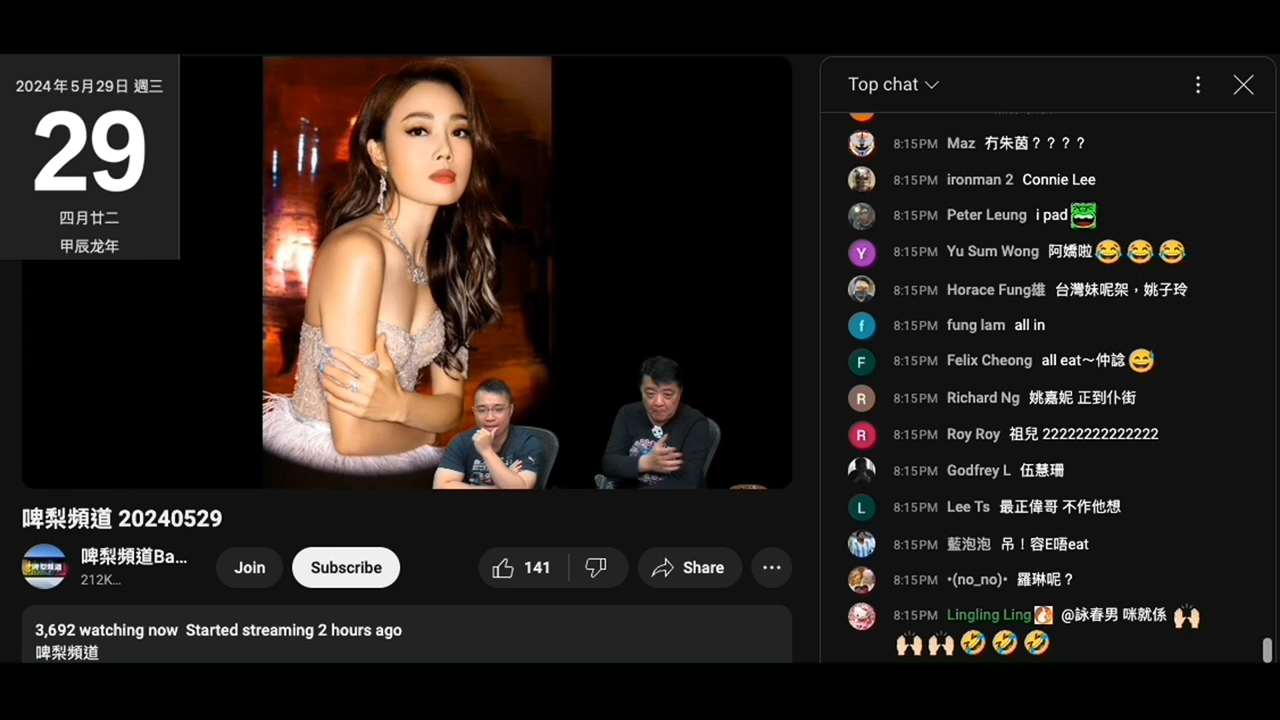 2024年5月29日 週三
29
四月廿二
甲辰龙年
啤梨頻道 20240529
啤梨頻道Ba...
212K...
Join
Subscribe
141
Share
3,692 watching now Started streaming 2 hours ago
啤梨頻道
Top chat
8:15PM Maz 冇朱茵？？？？
8:15PM ironman 2 Connie Lee
8:15PM Peter Leung i pad
Y
8:15PM Yu Sum Wong 阿嬌啦😂😂😂
8:15PM Horace Fung雄 台灣妹呢架，姚子玲
f
8:15PM fung lam all in
F
8:15PM Felix Cheong all eat～仲諗😅
R
8:15PM Richard Ng 姚嘉妮 正到仆街
R
8:15PM Roy Roy 祖兒 22222222222222
8:15PM Godfrey L 伍慧珊
L
8:15PM Lee Ts 最正偉哥 不作他想
8:15PM 藍泡泡 吊！容E唔eat
8:15PM •(no_no)• 羅琳呢？
8:15PM Lingling Ling @詠春男 咪就係🙌🏻
🙌🏻🙌🏻🤣🤣🤣